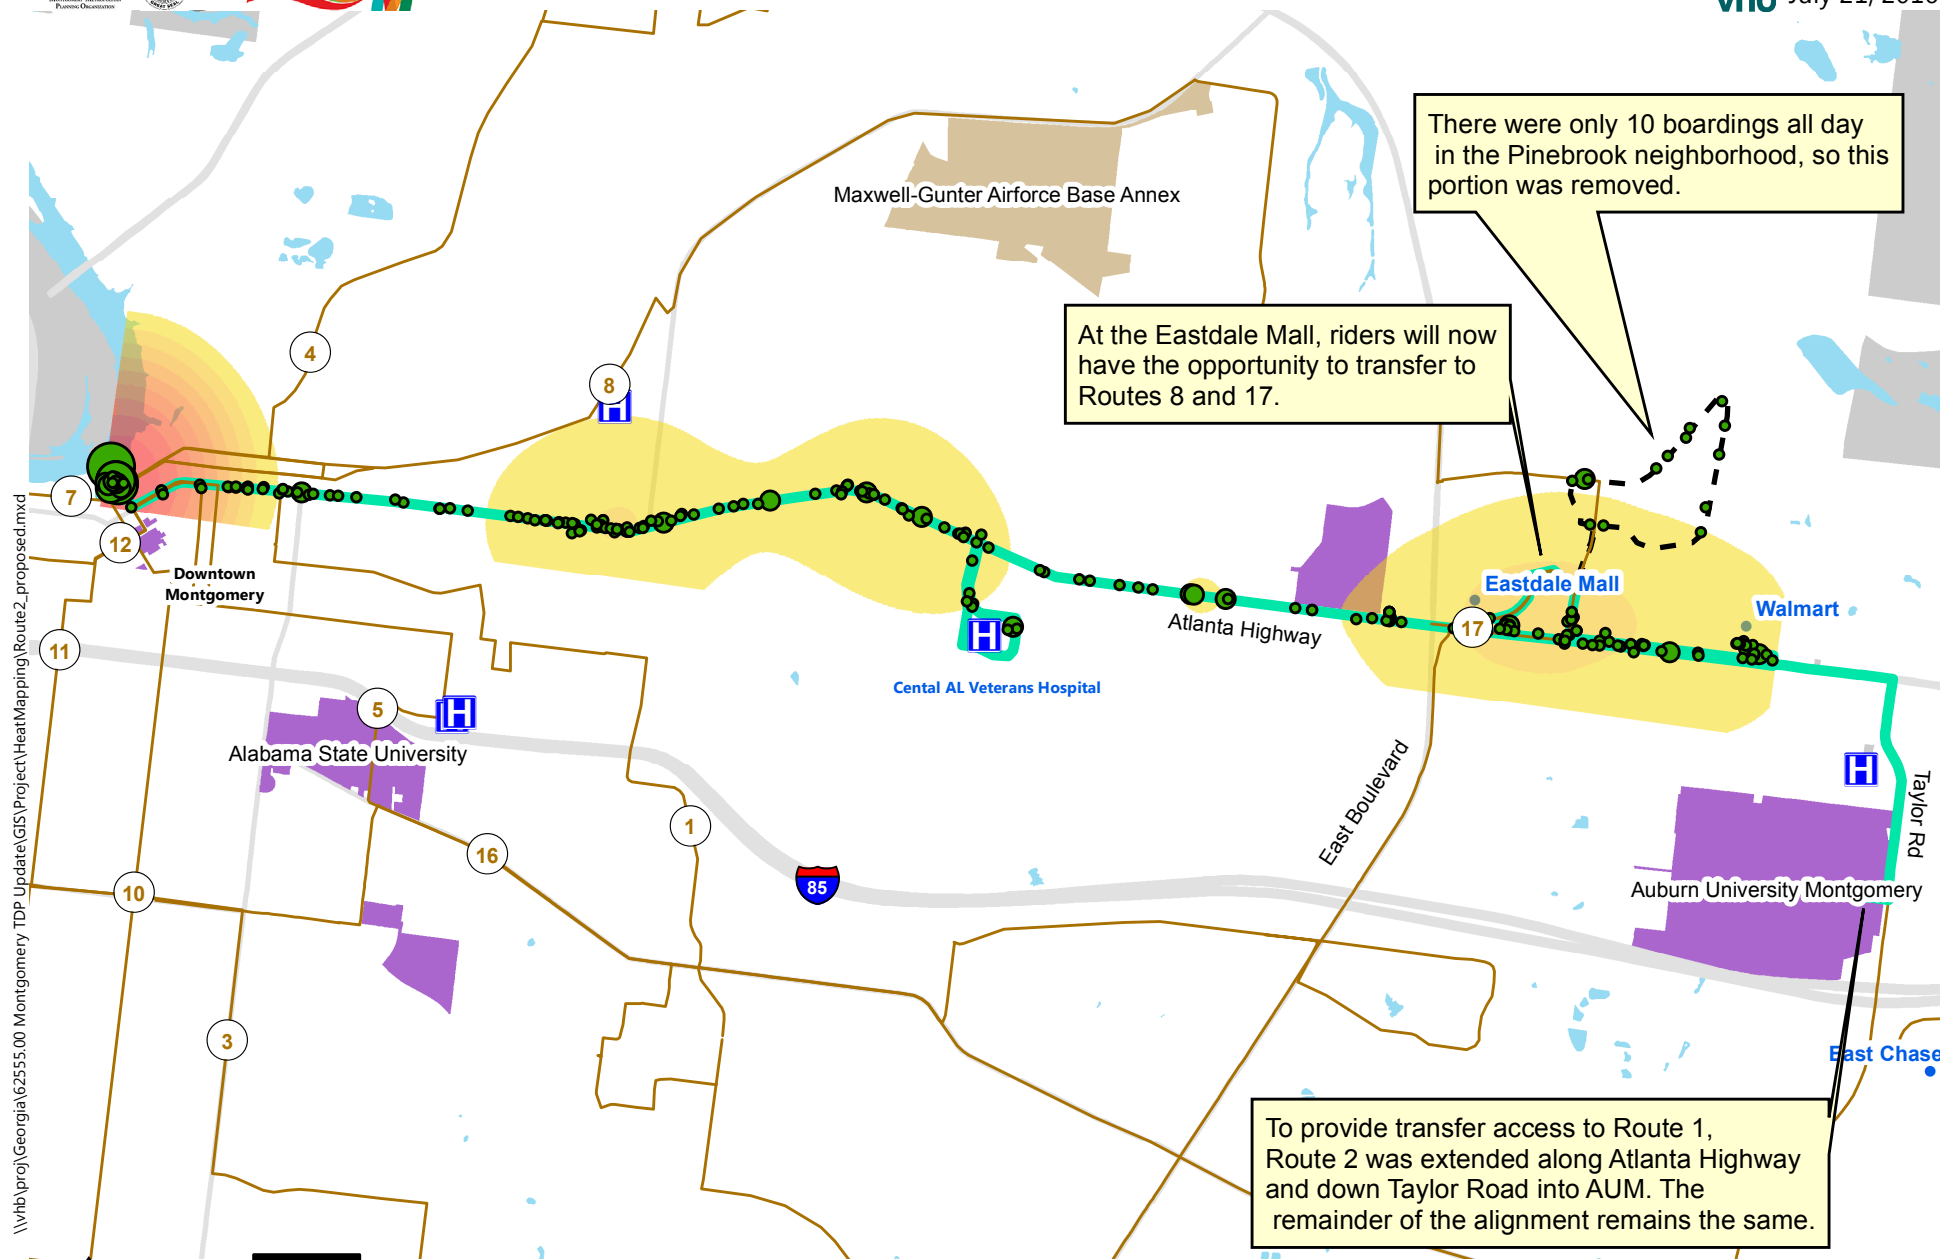 PLANNING ORGANIZATION
vhb July 21, 2016
There were only 10 boardings all day
in the Pinebrook neighborhood, so this
portion was removed.
Maxwell-Gunter Airforce Base Annex
At the Eastdale Mall, riders will now
have the opportunity to transfer to
Routes 8 and 17.
4
8
7
12
Downtown
Montgomery
Eastdale Mall
Walmart
17
Atlanta Highway
11
H
H
Cental AL Veterans Hospital
5
H
Alabama State University
H
Taylor Rd
East Boulevard
1
16
85
10
Auburn University Montgomery
3
East Chase
To provide transfer access to Route 1,
Route 2 was extended along Atlanta Highway
and down Taylor Road into AUM. The
remainder of the alignment remains the same.
\\vhb\proj\Georgia\62555.00 Montgomery TDP Update\GIS\Project\HeatMapping\Route2_proposed.mxd